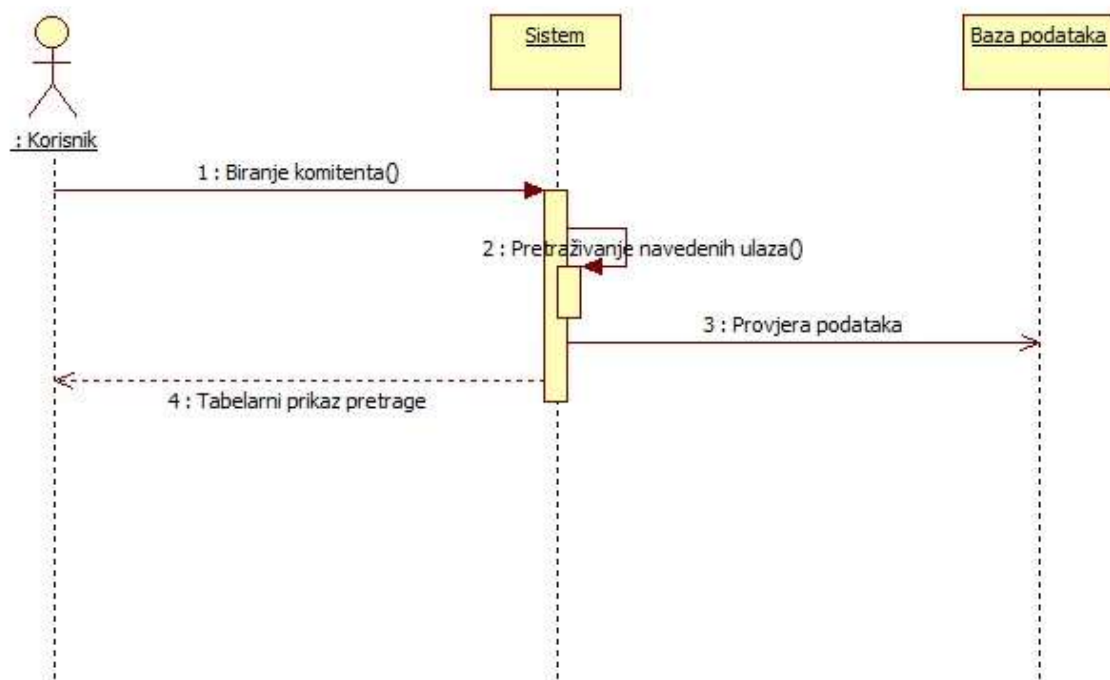 Sistem
Baza podataka
: Korisnik
1 : Biranje komitenta()
2 : Pretraživanje navedenih ulaza()
3 : Provjera podataka
4 : Tabelarni prikaz pretrage